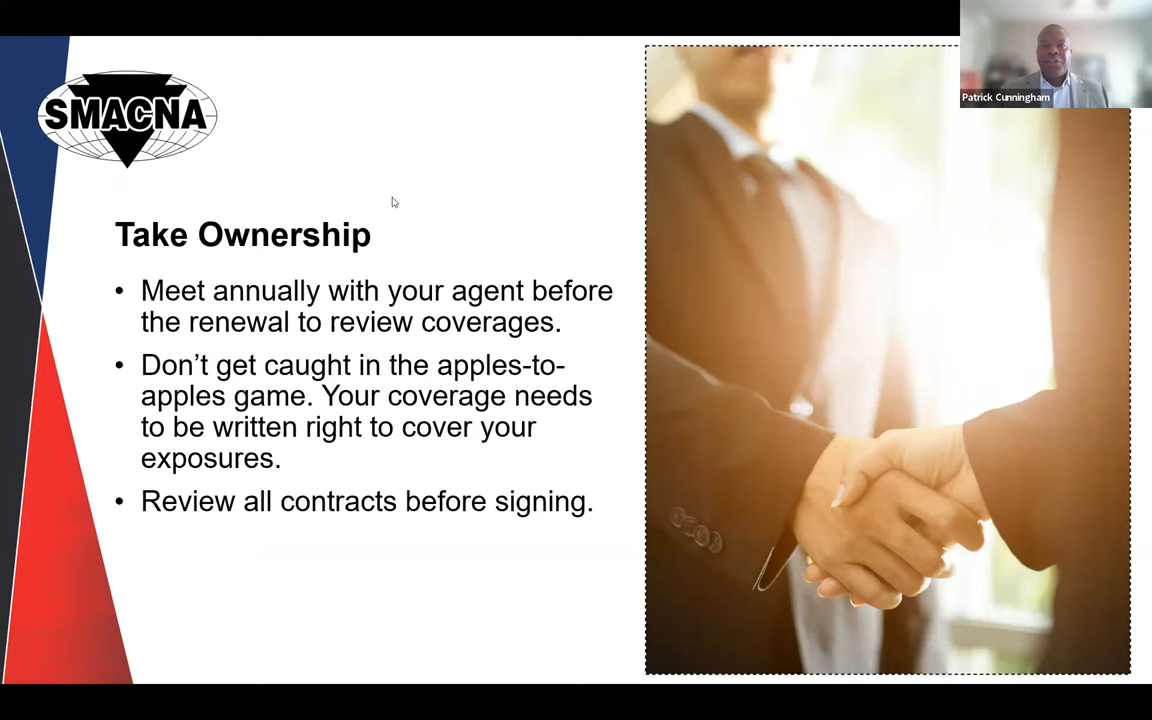 SMACNA
Patrick Cunningham
Take Ownership
• Meet annually with your agent before
the renewal to review coverages.
• Don’t get caught in the apples-to-
apples game. Your coverage needs
to be written right to cover your
exposures.
• Review all contracts before signing.